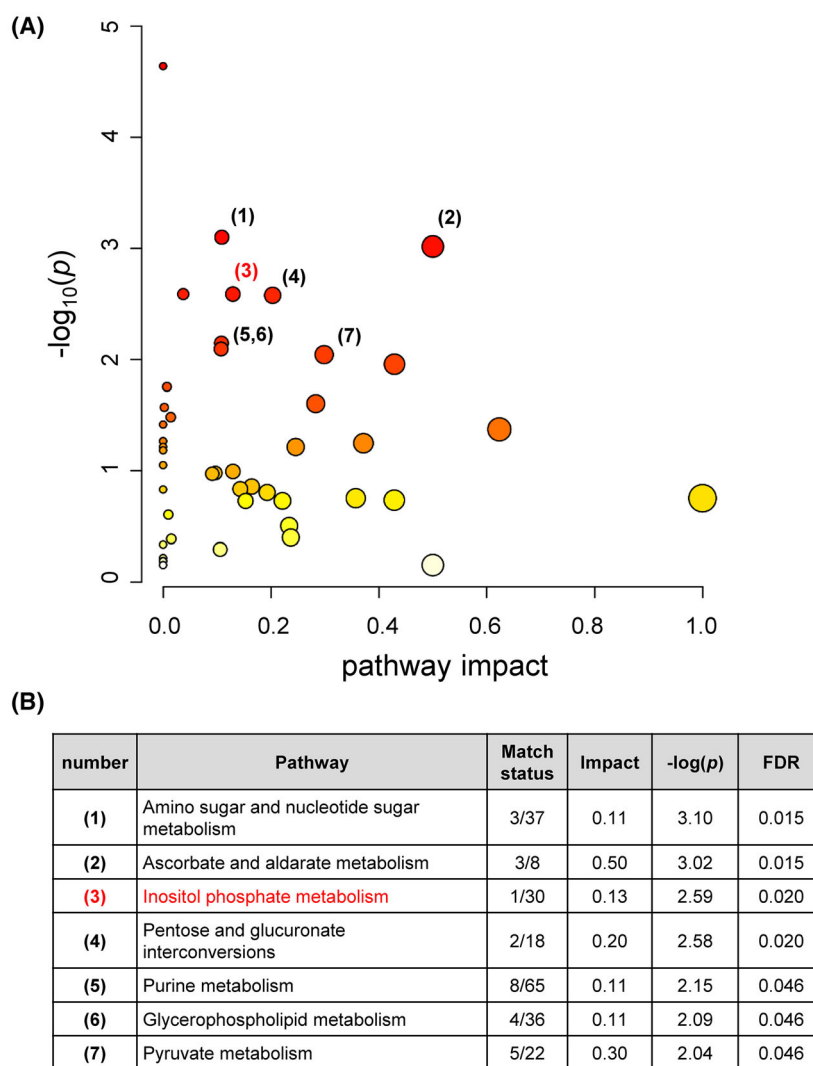 (A)
5
4
3
2
1
0
-log10(p)
(1)
(2)
(3)
(4)
(5,6)
(7)
0.0 0.2 0.4 0.6 0.8 1.0
pathway impact
(B)
number Pathway Match status Impact -log(p) FDR
(1) Amino sugar and nucleotide sugar metabolism 3/37 0.11 3.10 0.015
(2) Ascorbate and aldarate metabolism 3/8 0.50 3.02 0.015
(3) Inositol phosphate metabolism 1/30 0.13 2.59 0.020
(4) Pentose and glucuronate interconversions 2/18 0.20 2.58 0.020
(5) Purine metabolism 8/65 0.11 2.15 0.046
(6) Glycerophospholipid metabolism 4/36 0.11 2.09 0.046
(7) Pyruvate metabolism 5/22 0.30 2.04 0.046